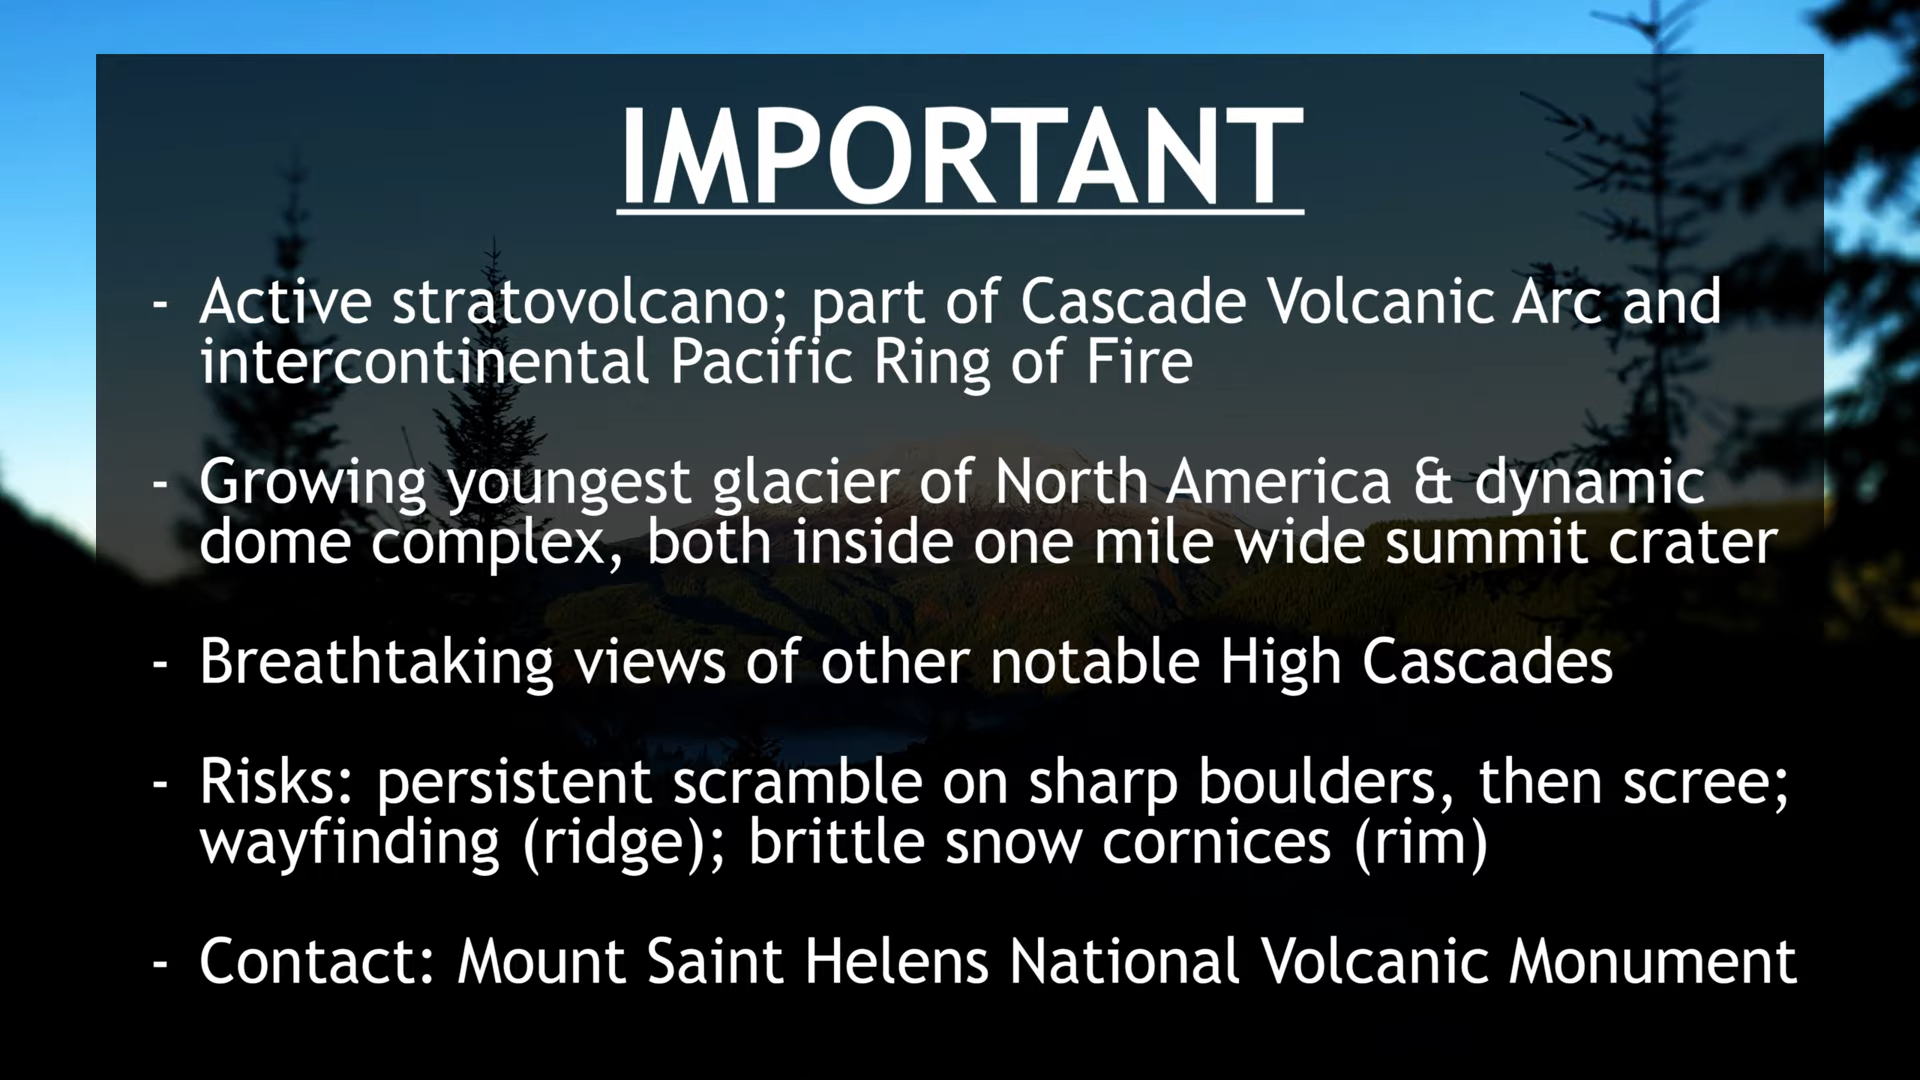 IMPORTANT
- Active stratovolcano; part of Cascade Volcanic Arc and
intercontinental Pacific Ring of Fire
- Growing youngest glacier of North America & dynamic
dome complex, both inside one mile wide summit crater
- Breathtaking views of other notable High Cascades
- Risks: persistent scramble on sharp boulders, then scree;
wayfinding (ridge); brittle snow cornices (rim)
- Contact: Mount Saint Helens National Volcanic Monument